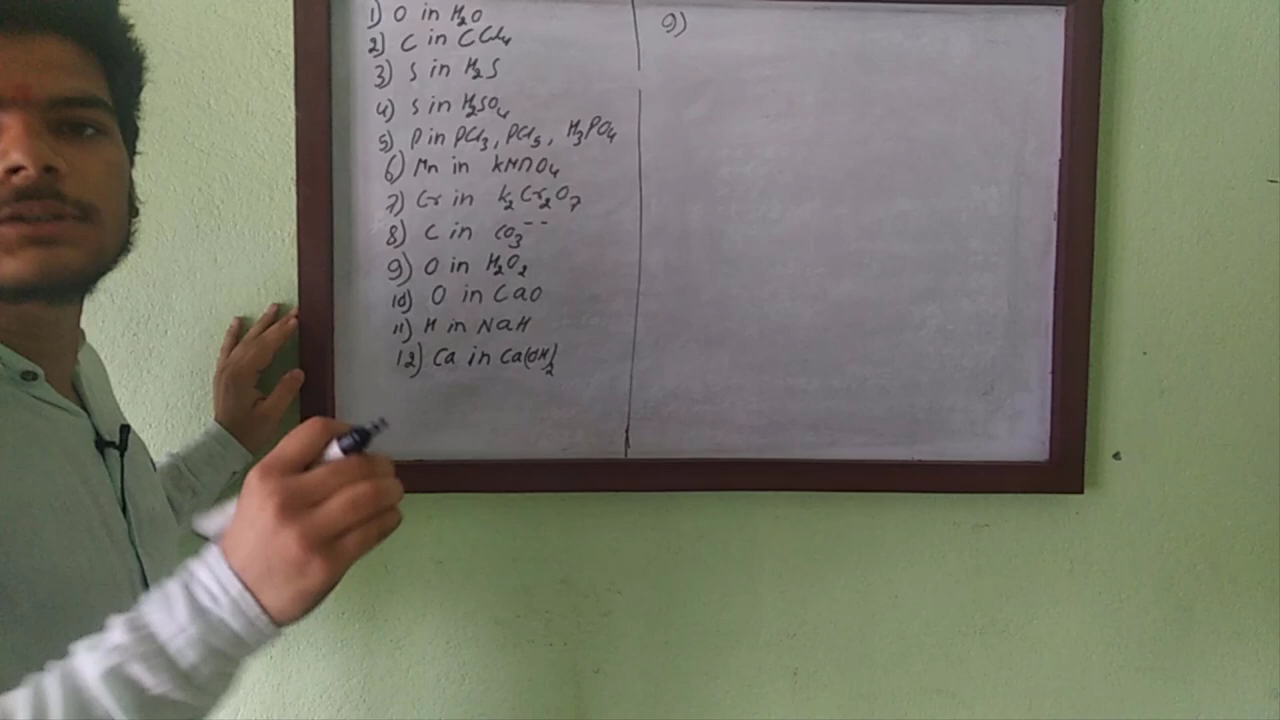 1) O in H₂O
2) C in CCl₄
3) S in H₂S
4) S in H₂SO₄
5) P in PCl₃, PCl₅, H₃PO₄
6) Mn in KMnO₄
7) Cr in K₂Cr₂O₇
8) C in CO₃⁻⁻
9) O in H₂O₂
10) O in CaO
11) H in NaH
12) Ca in Ca(OH)₂
9)